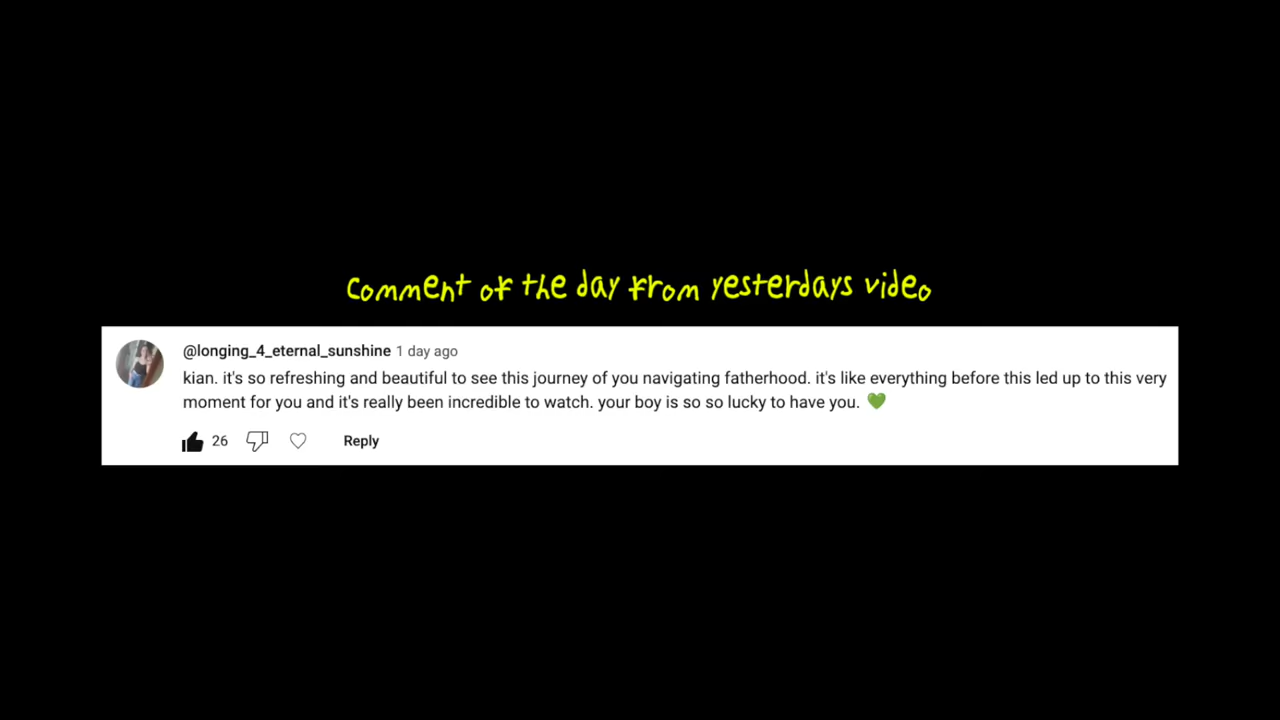 comment of the day from yesterdays video
@longing_4_eternal_sunshine 1 day ago
kian. it's so refreshing and beautiful to see this journey of you navigating fatherhood. it's like everything before this led up to this very
moment for you and it's really been incredible to watch. your boy is so so lucky to have you. 💚
26 Reply